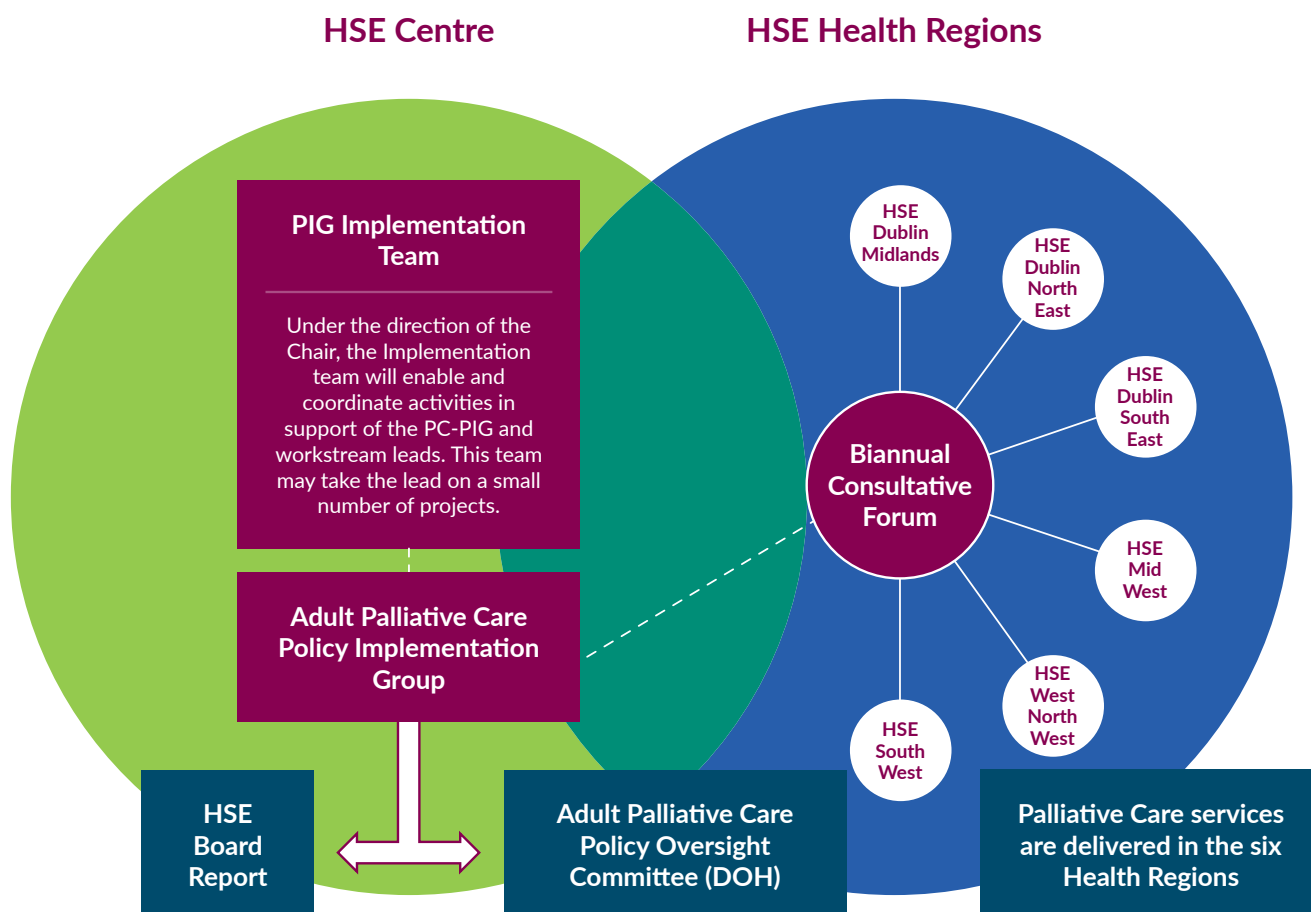 HSE Centre
HSE Health Regions
PIG Implementation
Team
Under the direction of the
Chair, the Implementation
team will enable and
coordinate activities in
support of the PC-PIG and
workstream leads. This team
may take the lead on a small
number of projects.
Adult Palliative Care
Policy Implementation
Group
HSE
Board
Report
Adult Palliative Care
Policy Oversight
Committee (DOH)
Biannual
Consultative
Forum
HSE
Dublin
Midlands
HSE
Dublin
North
East
HSE
Dublin
South
East
HSE
Mid
West
HSE
West
North
West
HSE
South
West
Palliative Care services
are delivered in the six
Health Regions